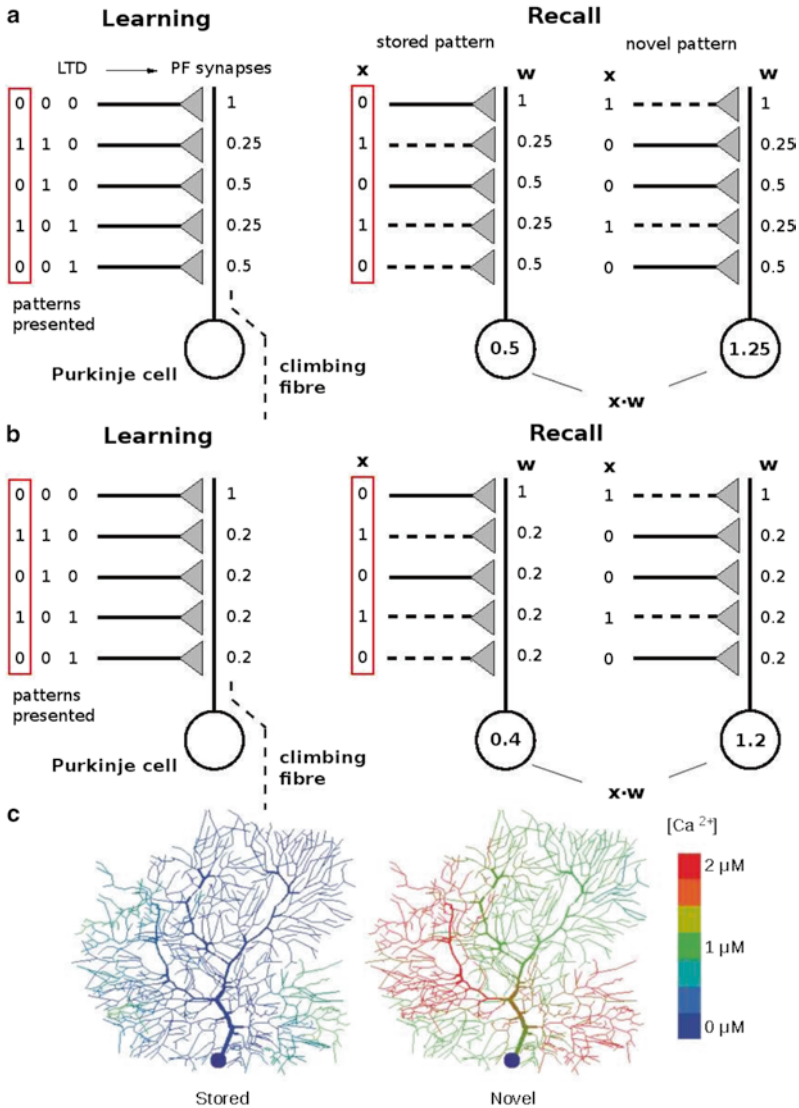 a
Learning
Recall
stored pattern
novel pattern
LTD
PF synapses
x w x w
0 0 0 1 0 1 1 1
1 1 0 0.25 1 0.25 0 0.25
0 1 0 0.5 0 0.5 0 0.5
1 0 1 0.25 1 0.25 1 0.25
0 0 1 0.5 0 0.5 0 0.5
patterns
presented
Purkinje cell
climbing
fibre
0.5
1.25
x·w
b
Learning
Recall
x w x w
0 0 0 1 0 1 1 1
1 1 0 0.2 1 0.2 0 0.2
0 1 0 0.2 0 0.2 0 0.2
1 0 1 0.2 1 0.2 1 0.2
0 0 1 0.2 0 0.2 0 0.2
patterns
presented
Purkinje cell
climbing
fibre
0.4
1.2
x·w
c
[Ca 2+]
2 µM
1 µM
0 µM
Stored
Novel